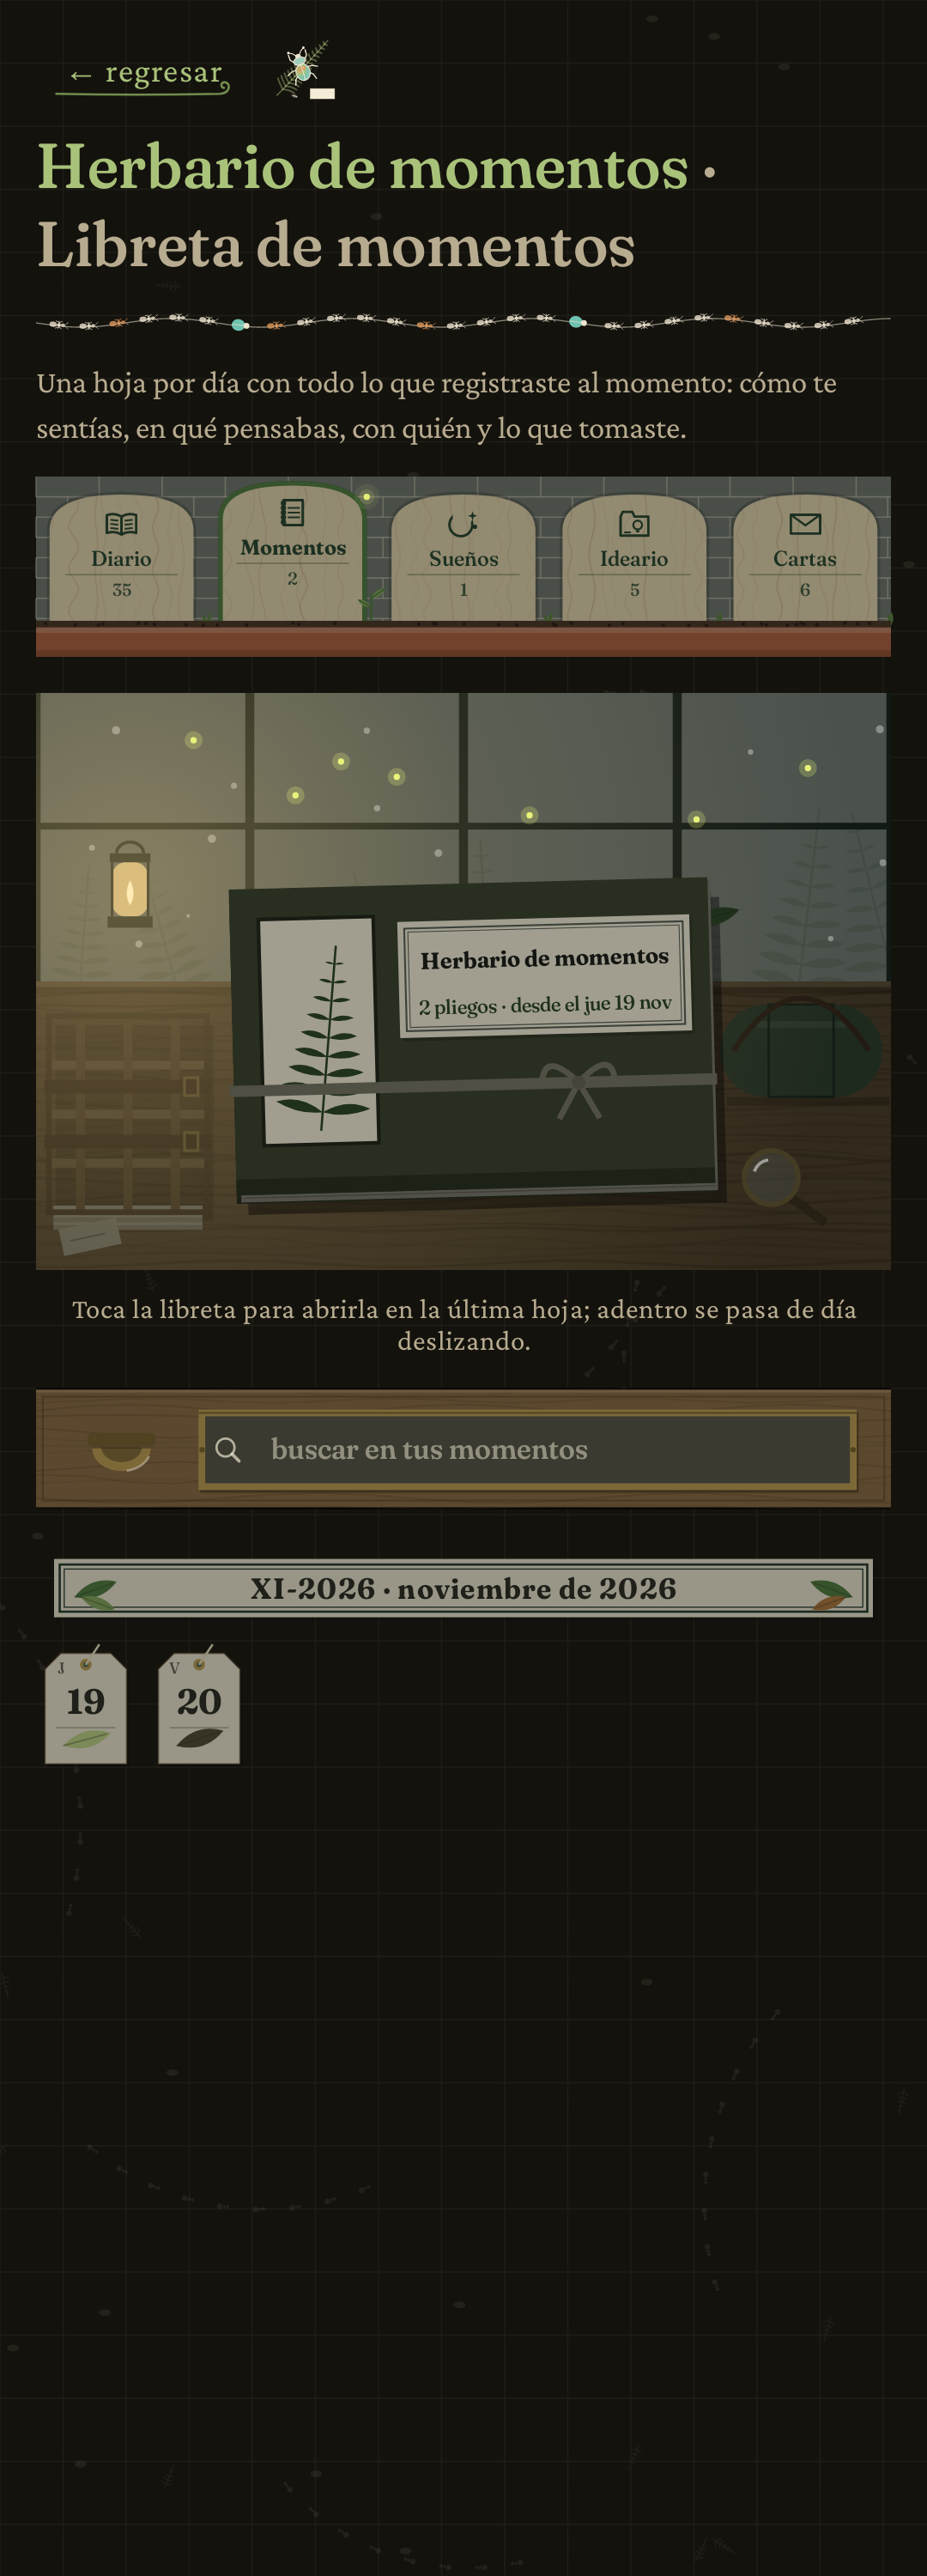 ← regresar
Herbario de momentos ·
Libreta de momentos
Una hoja por día con todo lo que registraste al momento: cómo te
sentías, en qué pensabas, con quién y lo que tomaste.
Diario
35
Momentos
2
Sueños
1
Ideario
5
Cartas
6
Herbario de momentos
2 pliegos · desde el jue 19 nov
Toca la libreta para abrirla en la última hoja; adentro se pasa de día
deslizando.
buscar en tus momentos
XI-2026 · noviembre de 2026
J
19
V
20